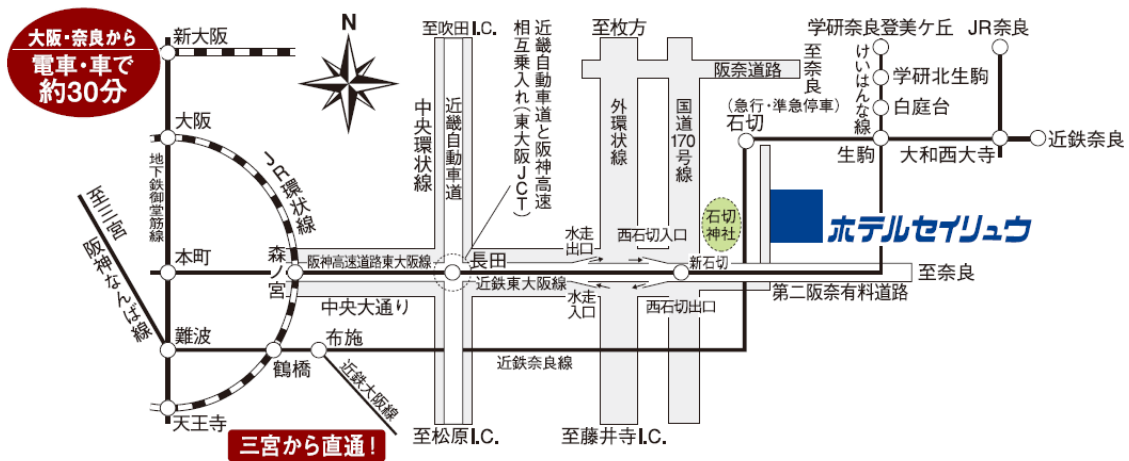 大阪・奈良から
電車・車で
約30分
新大阪
大阪
地下鉄御堂筋線
JR環状線
至三宮
阪神なんば線
本町
森ノ宮
難波
鶴橋
布施
近鉄大阪線
天王寺
三宮から直通！
N
至吹田I.C.
中央環状線
近畿自動車道
近畿自動車道と阪神高速
相互乗入れ(東大阪JCT)
阪神高速道路東大阪線
長田
近鉄東大阪線
中央大通り
近鉄奈良線
至松原I.C.
至枚方
外環状線
国道170号線
阪奈道路
至奈良
水走
出口
西石切入口
水走
入口
西石切出口
新石切
至藤井寺I.C.
石切
神社
(急行・準急停車)
石切
学研奈良登美ケ丘
けいはんな線
学研北生駒
白庭台
生駒
JR奈良
大和西大寺
近鉄奈良
ホテルセイリュウ
至奈良
第二阪奈有料道路